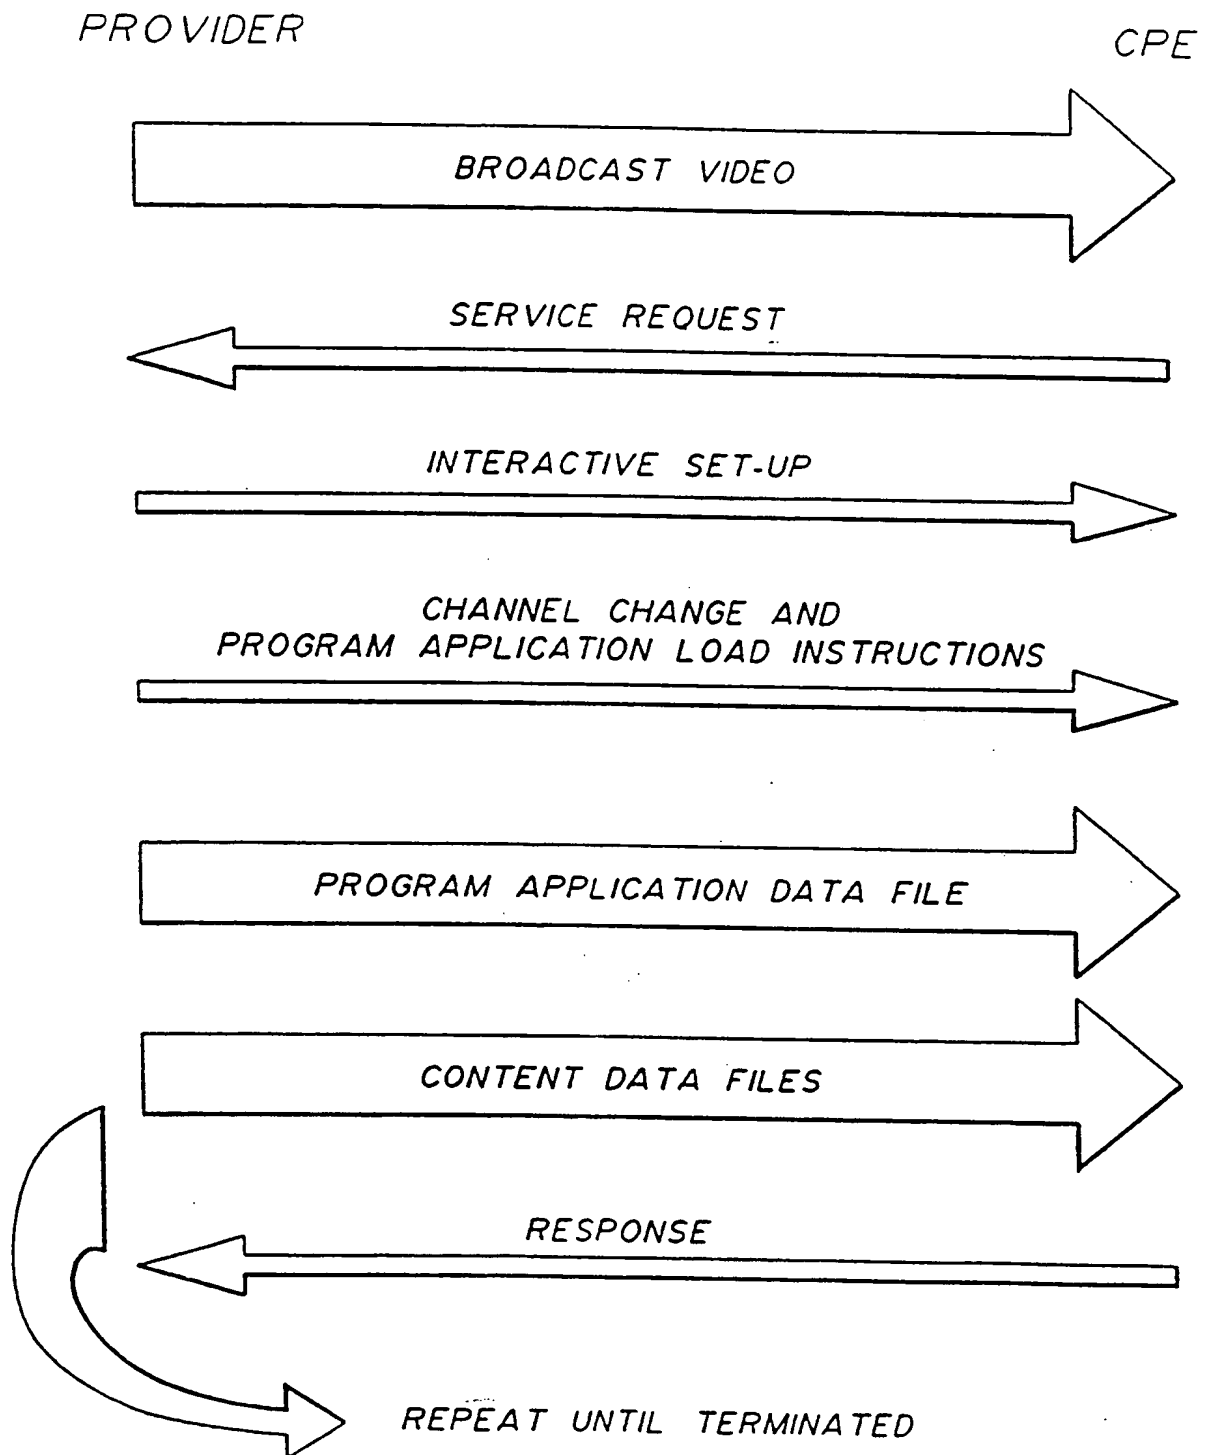 PROVIDER
CPE
BROADCAST VIDEO
SERVICE REQUEST
INTERACTIVE SET-UP
CHANNEL CHANGE AND
PROGRAM APPLICATION LOAD INSTRUCTIONS
PROGRAM APPLICATION DATA FILE
CONTENT DATA FILES
RESPONSE
REPEAT UNTIL TERMINATED